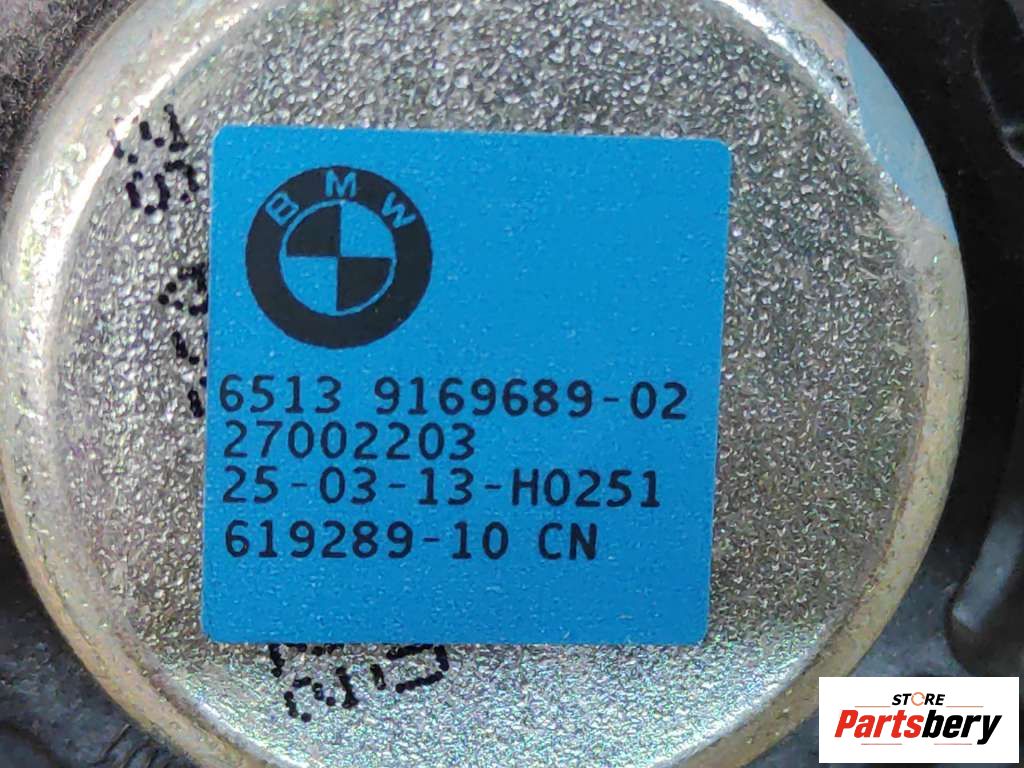 BMW
6513 9169689-02
27002203
25-03-13-H0251
619289-10 CN
STORE
Partsbery